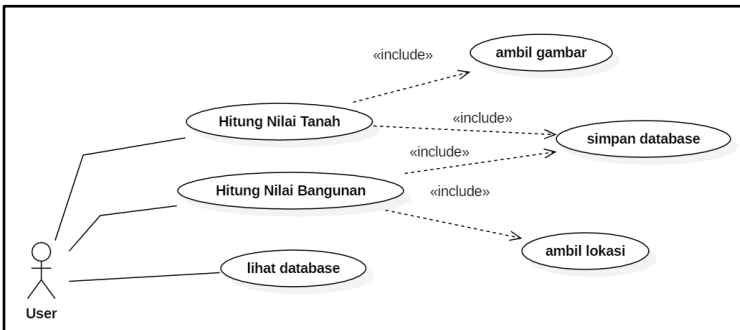 «include»
ambil gambar
Hitung Nilai Tanah
«include»
simpan database
«include»
Hitung Nilai Bangunan
«include»
ambil lokasi
lihat database
User